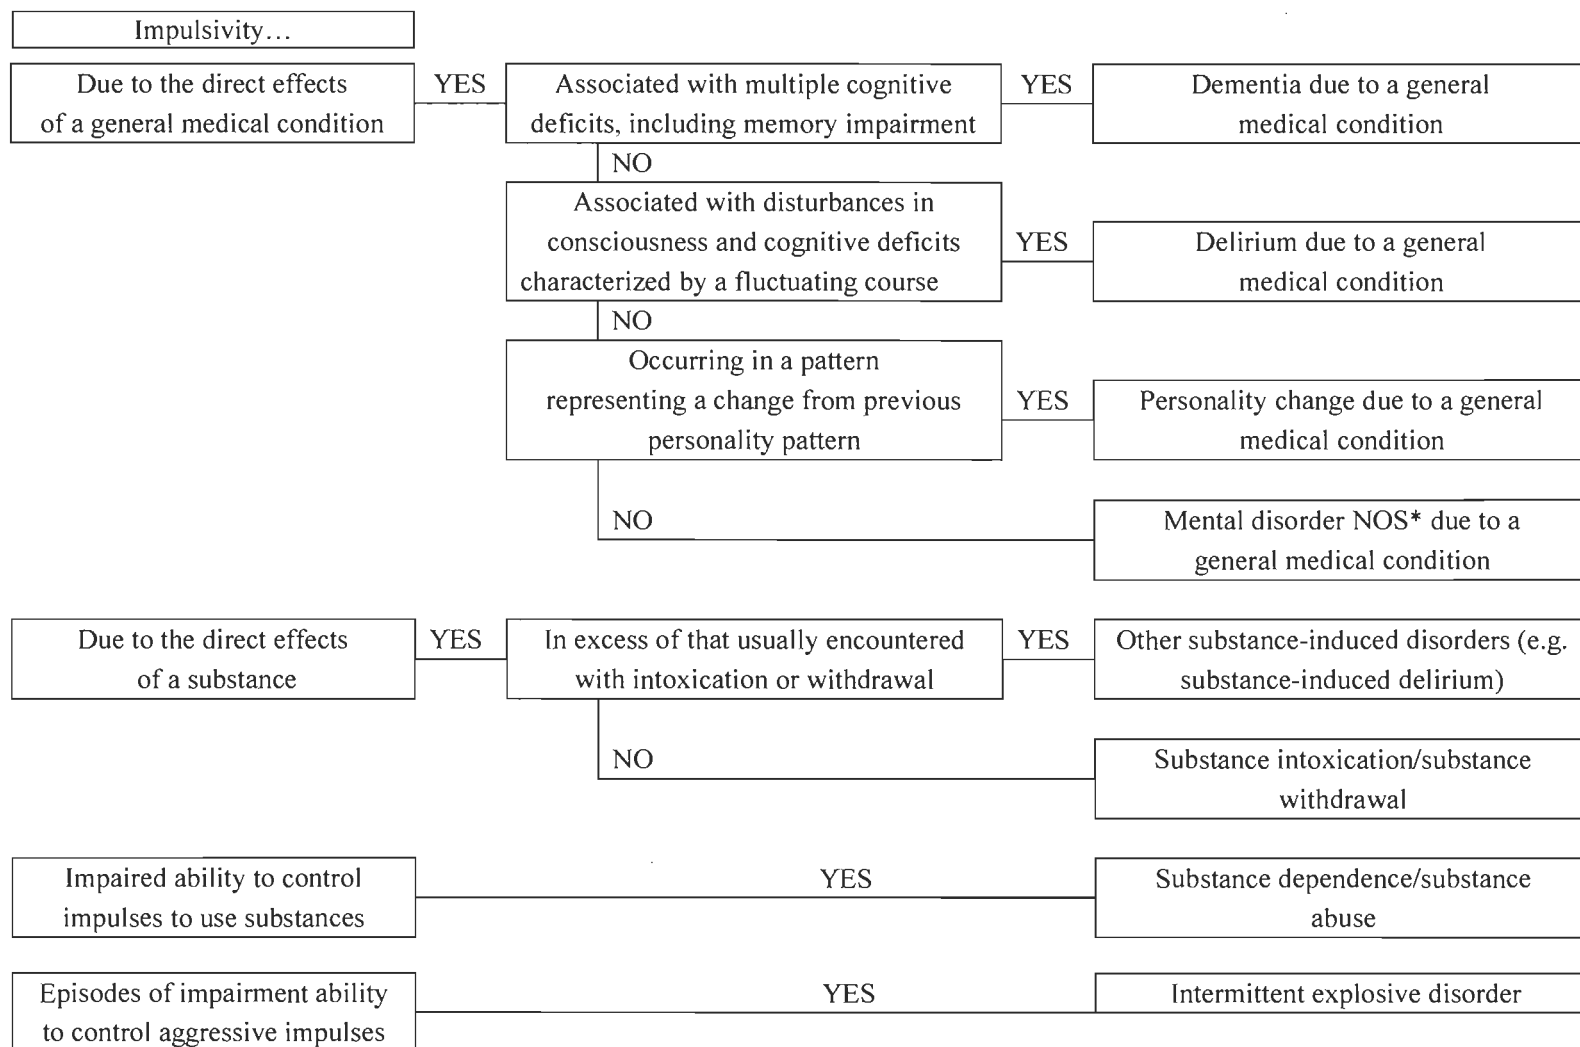 Impulsivity...
Due to the direct effects
of a general medical condition
YES
Associated with multiple cognitive
deficits, including memory impairment
YES
Dementia due to a general
medical condition
NO
Associated with disturbances in
consciousness and cognitive deficits
characterized by a fluctuating course
YES
Delirium due to a general
medical condition
NO
Occurring in a pattern
representing a change from previous
personality pattern
YES
Personality change due to a general
medical condition
NO
Mental disorder NOS* due to a
general medical condition
Due to the direct effects
of a substance
YES
In excess of that usually encountered
with intoxication or withdrawal
YES
Other substance-induced disorders (e.g.
substance-induced delirium)
NO
Substance intoxication/substance
withdrawal
Impaired ability to control
impulses to use substances
YES
Substance dependence/substance
abuse
Episodes of impairment ability
to control aggressive impulses
YES
Intermittent explosive disorder